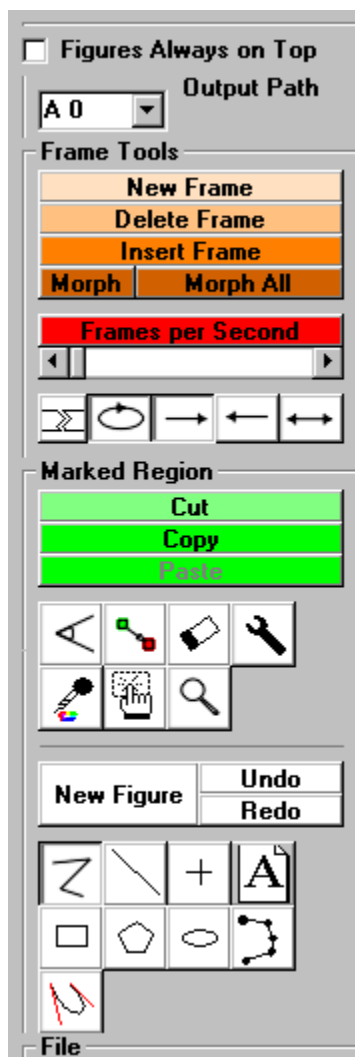 Figures Always on Top
Output Path
A 0
Frame Tools
New Frame
Delete Frame
Insert Frame
Morph Morph All
Frames per Second
Marked Region
Cut
Copy
Paste
New Figure Undo
Redo
A
File